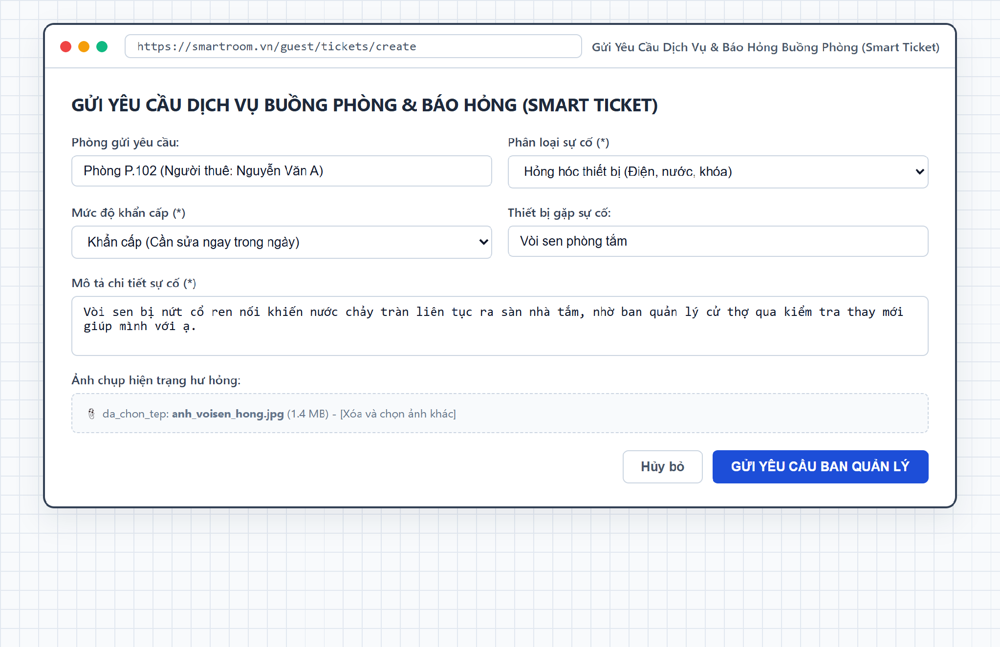 https://smartroom.vn/guest/tickets/create
Gửi Yêu Cầu Dịch Vụ & Báo Hỏng Buồng Phòng (Smart Ticket)
GỬI YÊU CẦU DỊCH VỤ BUỒNG PHÒNG & BÁO HỎNG (SMART TICKET)
Phòng gửi yêu cầu:
Phòng P.102 (Người thuê: Nguyễn Văn A)
Phân loại sự cố (*)
Hỏng hóc thiết bị (Điện, nước, khóa)
Mức độ khẩn cấp (*)
Khẩn cấp (Cần sửa ngay trong ngày)
Thiết bị gặp sự cố:
Vòi sen phòng tắm
Mô tả chi tiết sự cố (*)
Vòi sen bị nứt cổ ren nối khiến nước chảy tràn liên tục ra sàn nhà tắm, nhờ ban quản lý cử thợ qua kiểm tra thay mới
giúp mình với ạ.
Ảnh chụp hiện trạng hư hỏng:
da_chon_tep: anh_voisen_hong.jpg (1.4 MB) - [Xóa và chọn ảnh khác]
Hủy bỏ
GỬI YÊU CẦU BAN QUẢN LÝ